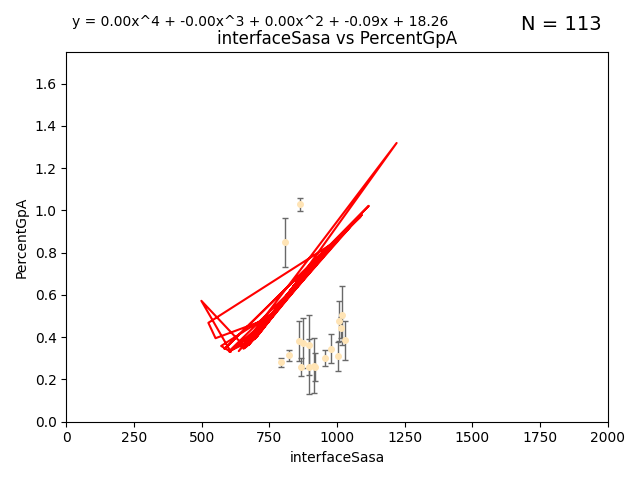 y = 0.00x^4 + -0.00x^3 + 0.00x^2 + -0.09x + 18.26
N = 113
interfaceSasa vs PercentGpA
PercentGpA
1.6
1.4
1.2
1.0
0.8
0.6
0.4
0.2
0.0
0 250 500 750 1000 1250 1500 1750 2000
interfaceSasa